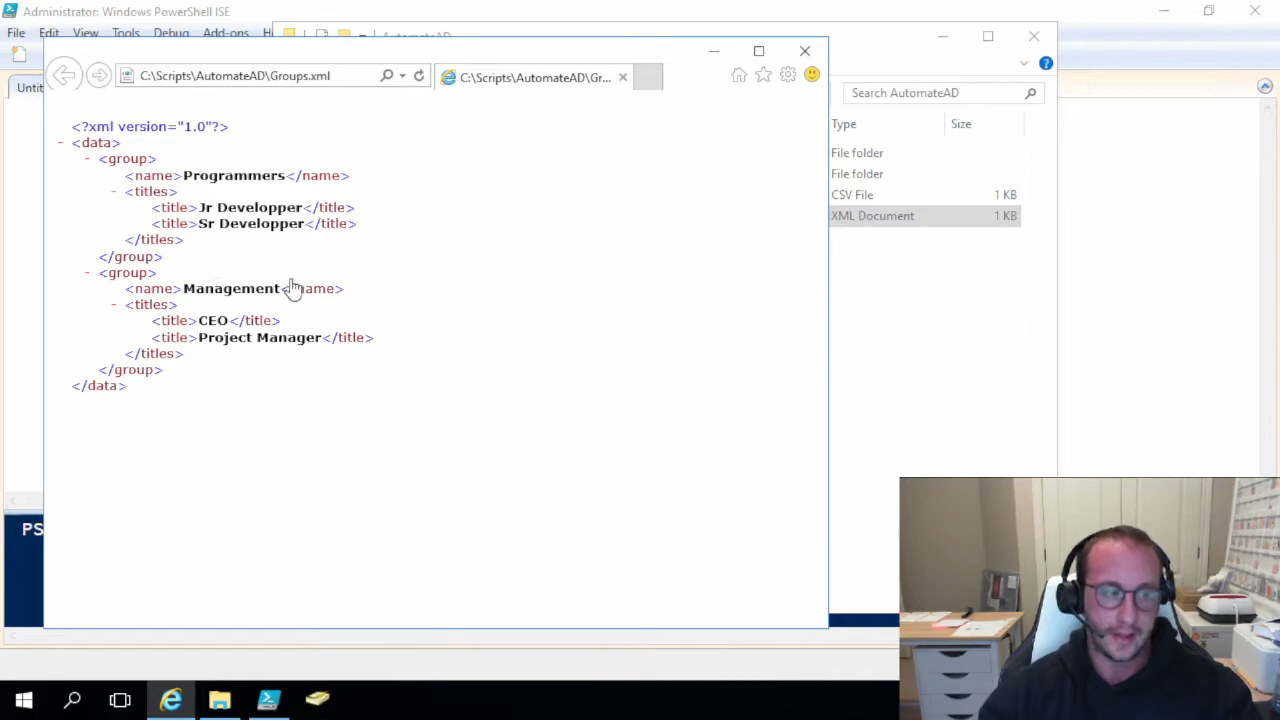 Administrator: Windows PowerShell ISE
File Edit View Tools Debug Add-ons H
AutomateAD
C:\Scripts\AutomateAD\Groups.xml
C:\Scripts\AutomateAD\Gr...
Search AutomateAD
Untit
Type Size
File folder
File folder
CSV File 1 KB
XML Document 1 KB
<?xml version="1.0"?>
- <data>
- <group>
<name>Programmers</name>
- <titles>
<title>Jr Developper</title>
<title>Sr Developper</title>
</titles>
</group>
- <group>
<name>Management</name>
- <titles>
<title>CEO</title>
<title>Project Manager</title>
</titles>
</group>
</data>
PS